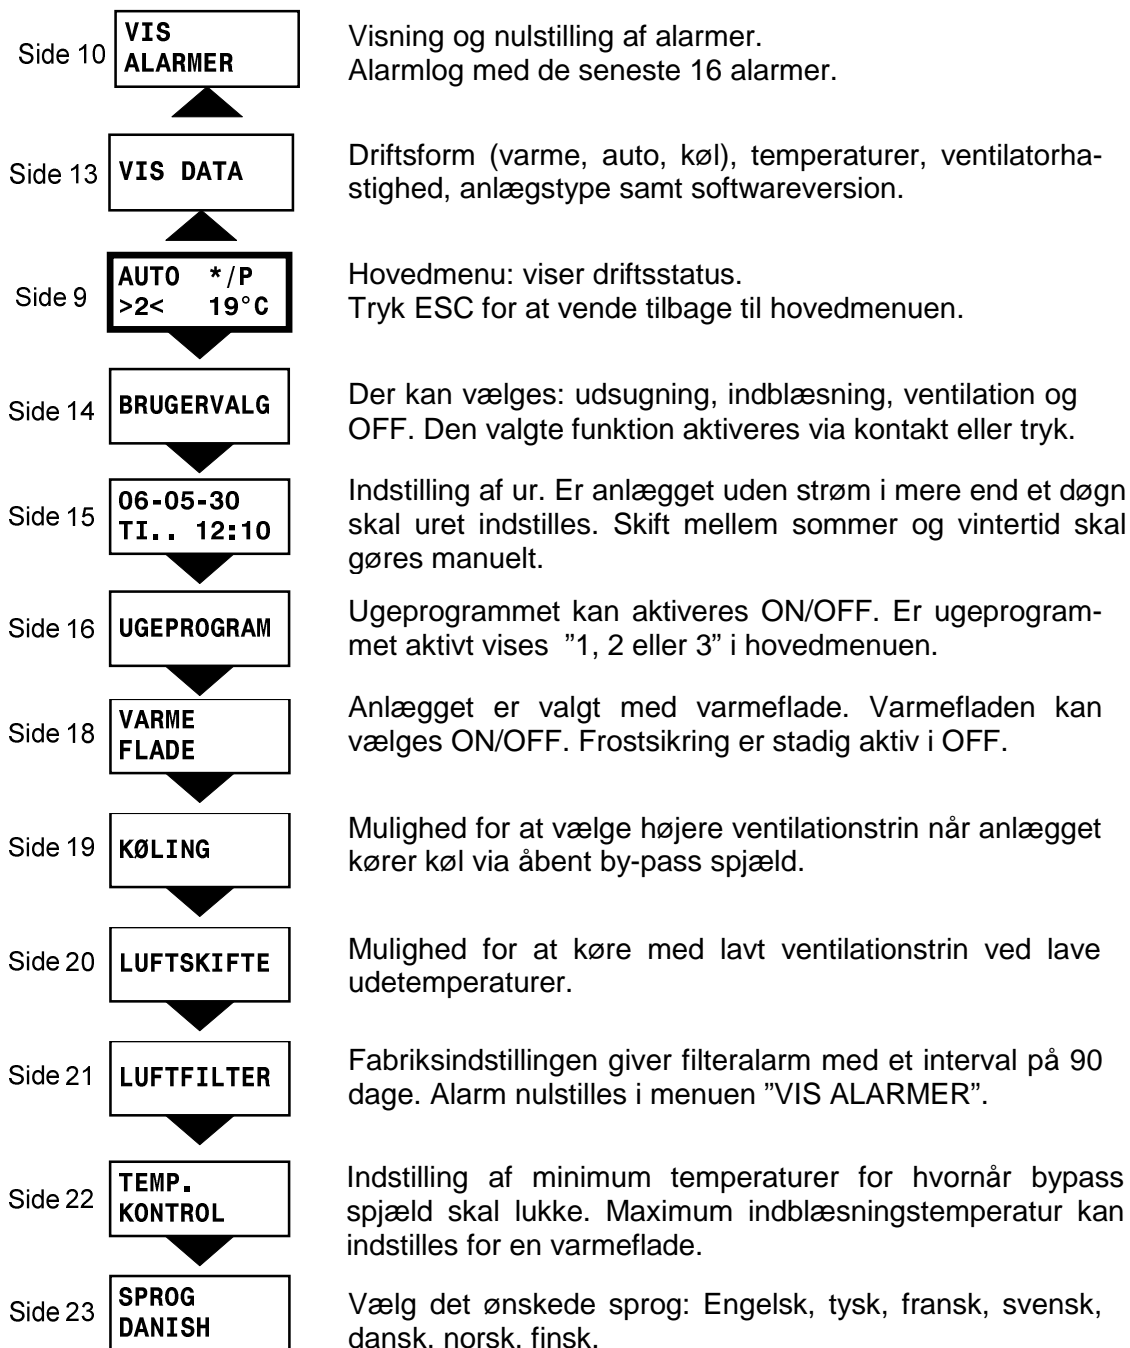 Side 10
VIS
ALARMER
Visning og nulstilling af alarmer.
Alarmlog med de seneste 16 alarmer.
Side 13
VIS DATA
Driftsform (varme, auto, køl), temperaturer, ventilatorha-
stighed, anlægstype samt softwareversion.
Side 9
AUTO */P
>2< 19°C
Hovedmenu: viser driftsstatus.
Tryk ESC for at vende tilbage til hovedmenuen.
Side 14
BRUGERVALG
Der kan vælges: udsugning, indblæsning, ventilation og
OFF. Den valgte funktion aktiveres via kontakt eller tryk.
Side 15
06-05-30
TI.. 12:10
Indstilling af ur. Er anlægget uden strøm i mere end et døgn
skal uret indstilles. Skift mellem sommer og vintertid skal
gøres manuelt.
Side 16
UGEPROGRAM
Ugeprogrammet kan aktiveres ON/OFF. Er ugeprogram-
met aktivt vises ”1, 2 eller 3” i hovedmenuen.
Side 18
VARME
FLADE
Anlægget er valgt med varmeflade. Varmefladen kan
vælges ON/OFF. Frostsikring er stadig aktiv i OFF.
Side 19
KØLING
Mulighed for at vælge højere ventilationstrin når anlægget
kører køl via åbent by-pass spjæld.
Side 20
LUFTSKIFTE
Mulighed for at køre med lavt ventilationstrin ved lave
udetemperaturer.
Side 21
LUFTFILTER
Fabriksindstillingen giver filteralarm med et interval på 90
dage. Alarm nulstilles i menuen ”VIS ALARMER”.
Side 22
TEMP.
KONTROL
Indstilling af minimum temperaturer for hvornår bypass
spjæld skal lukke. Maximum indblæsningstemperatur kan
indstilles for en varmeflade.
Side 23
SPROG
DANISH
Vælg det ønskede sprog: Engelsk, tysk, fransk, svensk,
dansk, norsk, finsk.